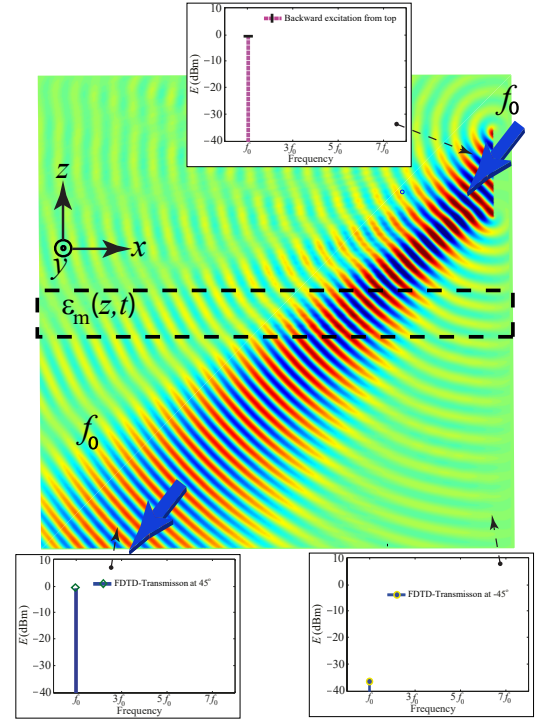 10
0
−10
−20
−30
−40
E (dBm)
Backward excitation from top
f₀ 3f₀ 5f₀ 7f₀
Frequency
f₀
z
y x
εₘ(z,t)
f₀
10
0
−10
−20
−30
−40
E (dBm)
FDTD-Transmisson at 45°
f₀ 3f₀ 5f₀ 7f₀
Frequency
10
0
−10
−20
−30
−40
E (dBm)
FDTD-Transmisson at -45°
f₀ 3f₀ 5f₀ 7f₀
Frequency